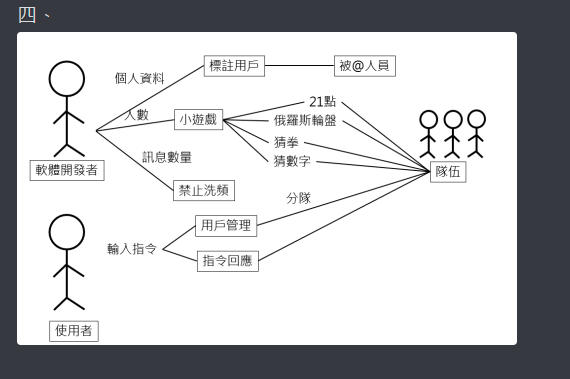 四、
標註用戶
被@人員
個人資料
人數
小遊戲
21點
俄羅斯輪盤
猜拳
猜數字
訊息數量
軟體開發者
隊伍
禁止洗頻
分隊
用戶管理
輸入指令
指令回應
使用者